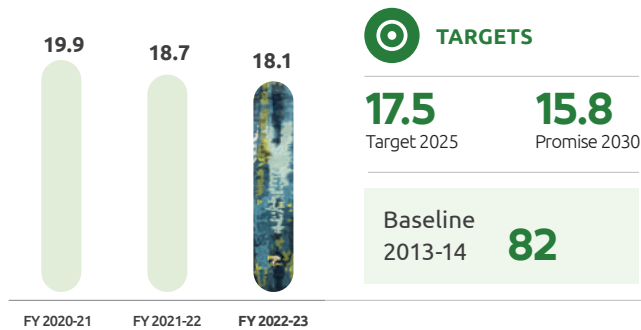 19.9
18.7
18.1
FY 2020-21
FY 2021-22
FY 2022-23
TARGETS
17.5
15.8
Target 2025
Promise 2030
Baseline
2013-14
82